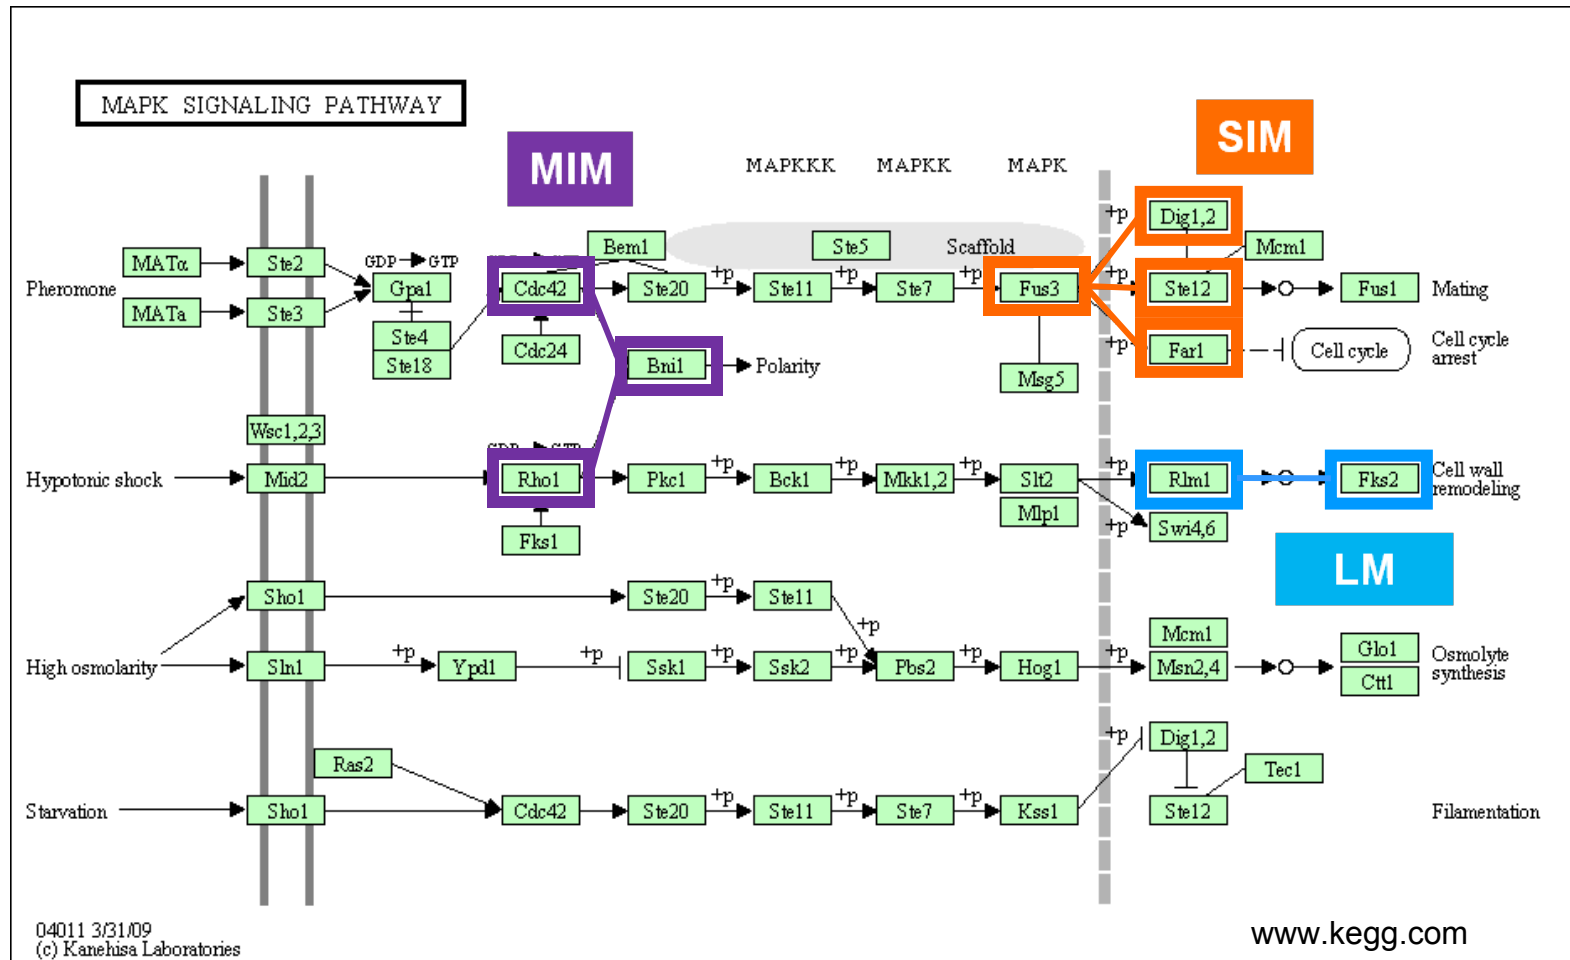 MAPK SIGNALING PATHWAY
MIM
SIM
MAPKKK MAPKK MAPK
Pheromone
MATα
MATa
Ste2
Ste3
GDP GTP
Gpa1
Ste4
Ste18
Cdc42
Cdc24
Bem1
Ste20
Bni1
Polarity
Ste5 Scaffold
+p
Ste11
+p
Ste7
+p
Fus3
Msg5
+p
Dig1,2
Mcm1
Ste12
Fus1
Mating
+p
Far1
Cell cycle
Cell cycle
arrest
Hypotonic shock
Wsc1,2,3
Mid2
Rho1
Fks1
Pkc1
+p
Bck1
+p
Mkk1,2
+p
Slt2
Mlp1
+p
Rlm1
Fks2
Cell wall
remodeling
+p
Swi4,6
LM
High osmolarity
Sho1
Ste20
+p
Ste11
+p
Sln1
+p
Ypd1
+p
Ssk1
+p
Ssk2
+p
Pbs2
+p
Hog1
+p
Mcm1
Msn2,4
Glo1
Ctt1
Osmolyte
synthesis
Starvation
Ras2
Sho1
Cdc42
Ste20
+p
Ste11
+p
Ste7
+p
Kss1
+p
Dig1,2
Tec1
Ste12
Filamentation
04011 3/31/09
(c) Kanehisa Laboratories
www.kegg.com